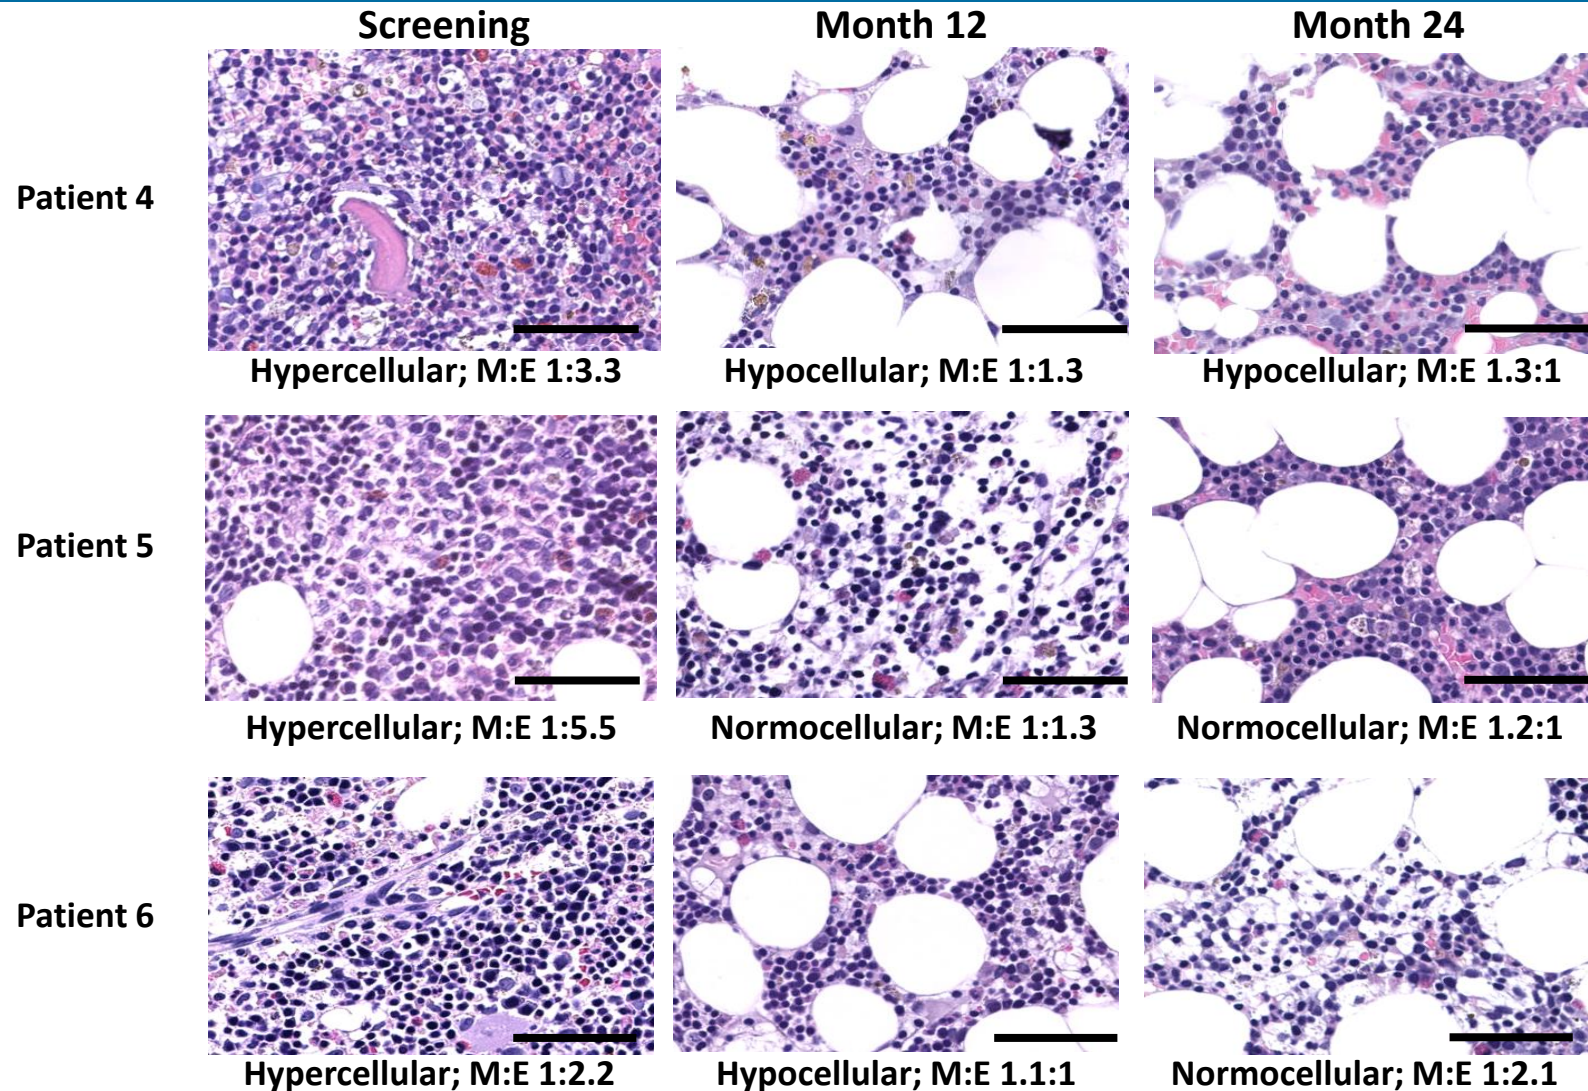 Screening Month 12 Month 24
Patient 4
Hypercellular; M:E 1:3.3 Hypocellular; M:E 1:1.3 Hypocellular; M:E 1.3:1
Patient 5
Hypercellular; M:E 1:5.5 Normocellular; M:E 1:1.3 Normocellular; M:E 1.2:1
Patient 6
Hypercellular; M:E 1:2.2 Hypocellular; M:E 1.1:1 Normocellular; M:E 1:2.1